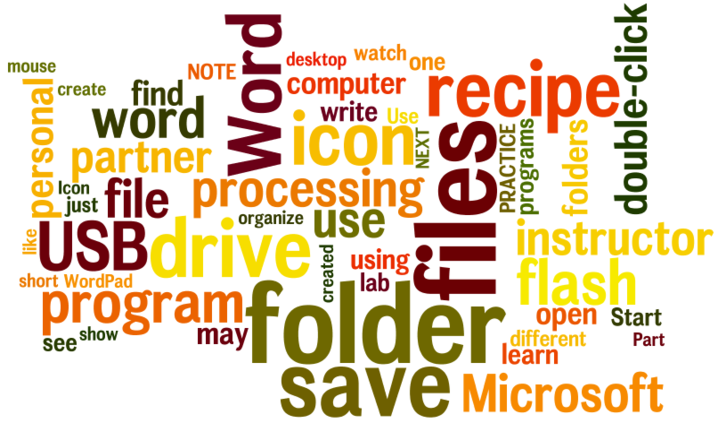 mouse
create
NOTE
desktop
watch
one
computer
find
word
Word
write
Use
recipe
double-click
personal
partner
icon
NEXT
PRACTICE
programs
folders
Icon
just
file
processing
files
organize
use
like
USB
drive
created
using
lab
instructor
flash
short
WordPad
program
may
folder
open
Start
see
show
different
Part
learn
save
Microsoft